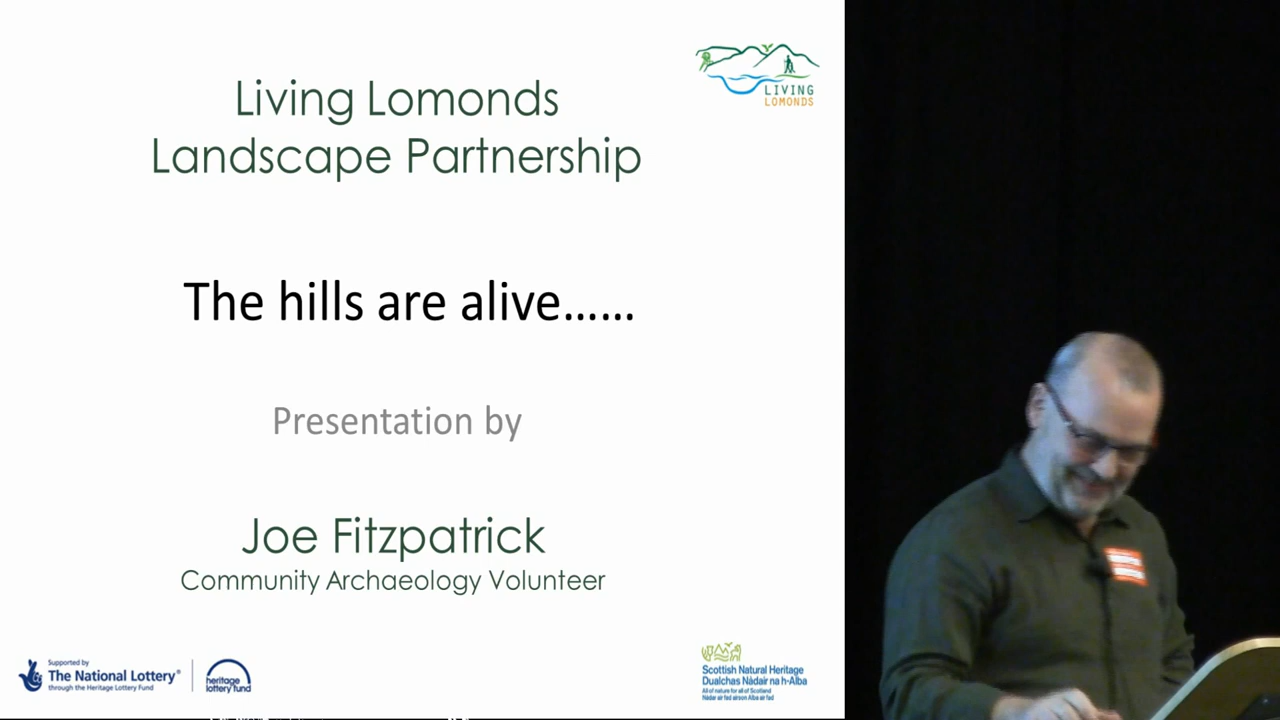 Living Lomonds
Landscape Partnership
LIVING
LOMONDS
The hills are alive......
Presentation by
Joe Fitzpatrick
Community Archaeology Volunteer
Supported by
The National Lottery®
through the Heritage Lottery Fund
heritage
lottery fund
Scottish Natural Heritage
Dualchas Nàdair na h-Alba
All of nature for all of Scotland
Nàdar air fad airson Alba air fad